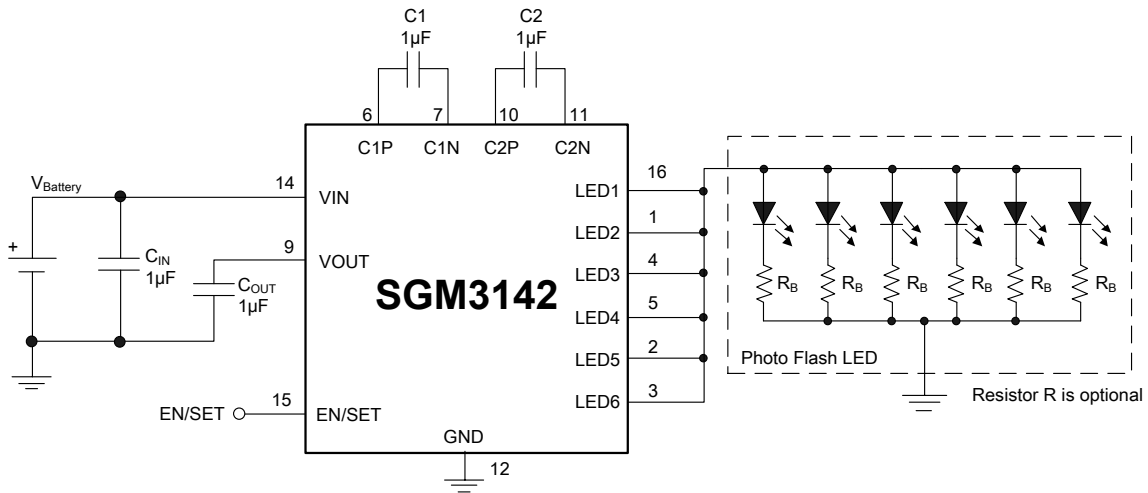 C1
1µF
C2
1µF
6
7
10
11
C1P
C1N
C2P
C2N
V_Battery
14
VIN
+
C_IN
1µF
9
VOUT
C_OUT
1µF
SGM3142
EN/SET
15
EN/SET
GND
12
LED1
16
LED2
1
LED3
4
LED4
5
LED5
2
LED6
3
R_B
R_B
R_B
R_B
R_B
R_B
Photo Flash LED
Resistor R is optional